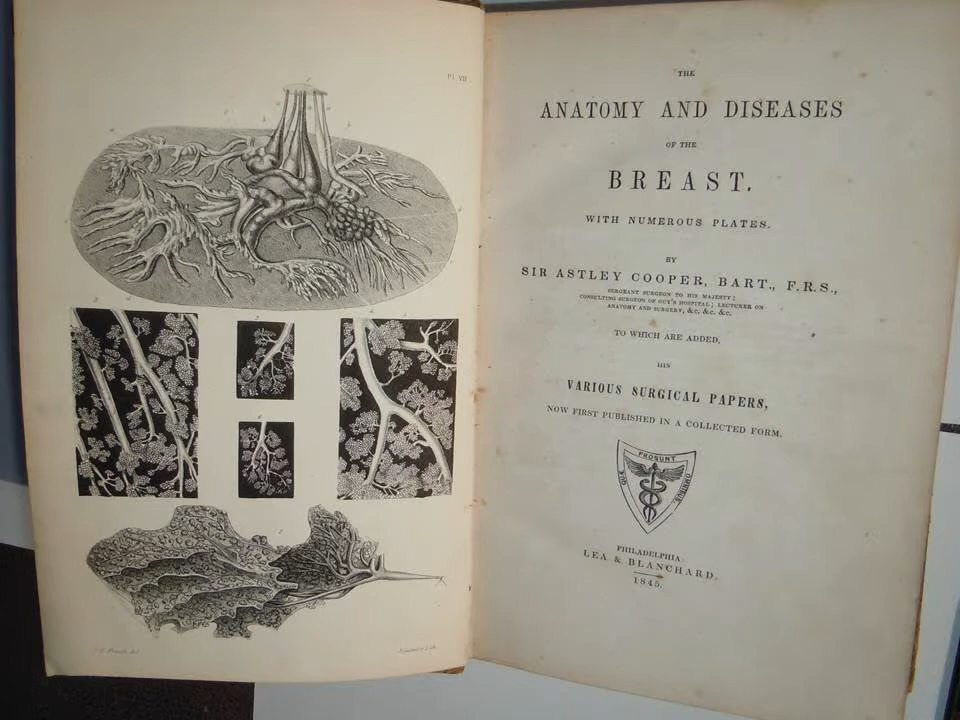 Pl. VII.
THE
ANATOMY AND DISEASES
OF THE
BREAST.
WITH NUMEROUS PLATES.
BY
SIR ASTLEY COOPER, BART., F.R.S.,
SERGEANT SURGEON TO HIS MAJESTY;
CONSULTING SURGEON OF GUY'S HOSPITAL; LECTURER ON
ANATOMY AND SURGERY, &c. &c. &c.
TO WHICH ARE ADDED,
HIS
VARIOUS SURGICAL PAPERS,
NOW FIRST PUBLISHED IN A COLLECTED FORM.
QUÆ PROSUNT OMNIBUS.
PHILADELPHIA:
LEA & BLANCHARD.
1845.